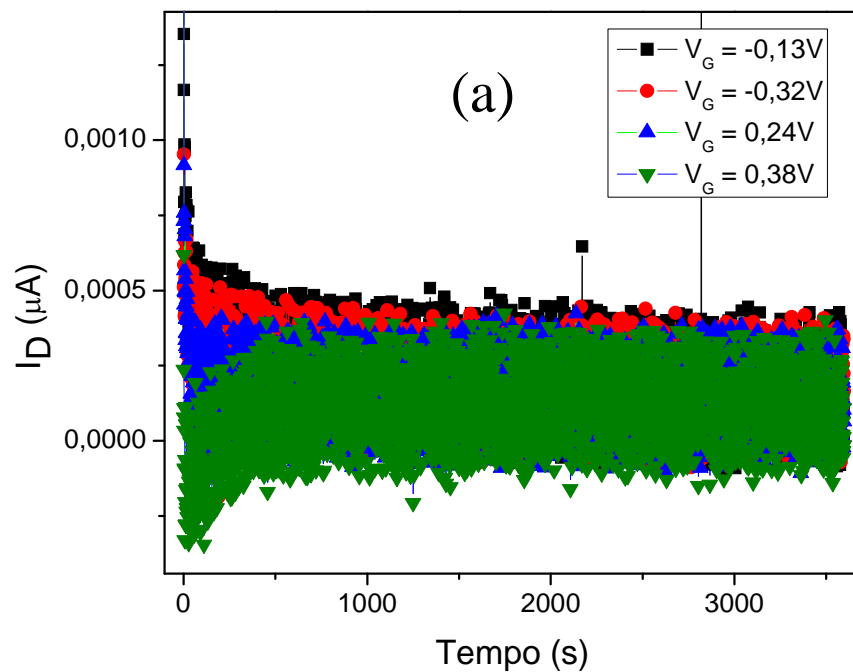 (a)
V_G = -0,13V
V_G = -0,32V
V_G = 0,24V
V_G = 0,38V
0,0010
0,0005
0,0000
I_D (μA)
0 1000 2000 3000
Tempo (s)